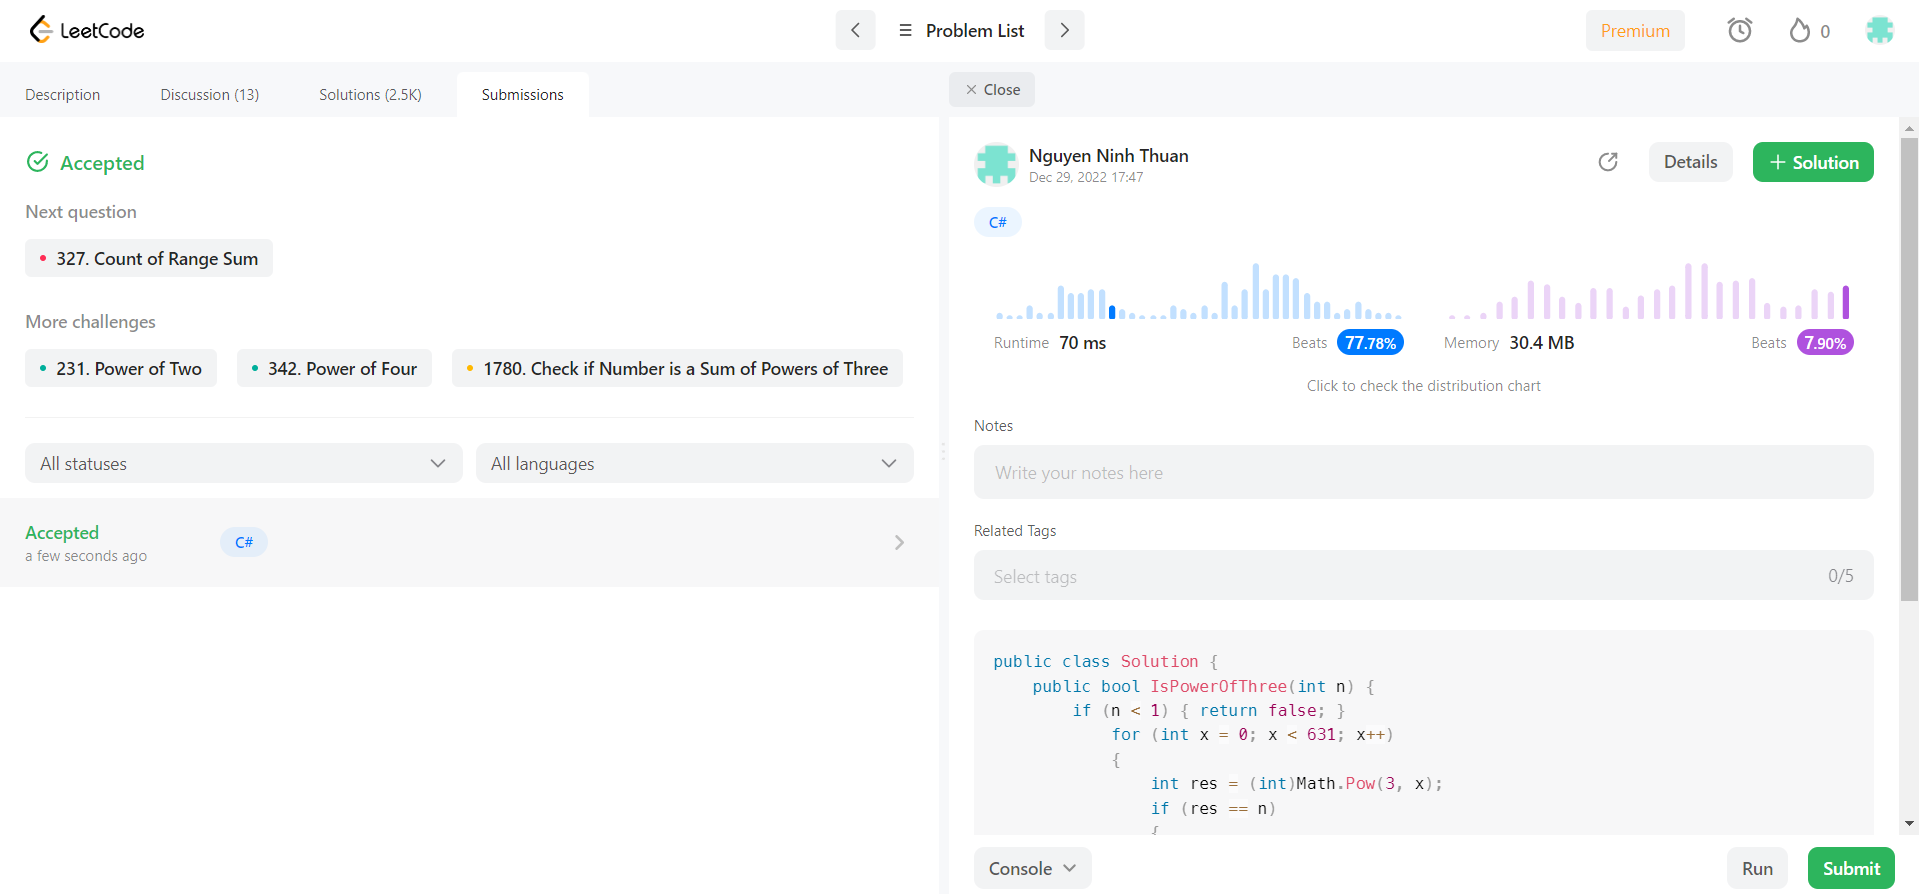 LeetCode
Problem List
Premium
0
Description
Discussion (13)
Solutions (2.5K)
Submissions
Close
Accepted
Next question
327. Count of Range Sum
More challenges
231. Power of Two
342. Power of Four
1780. Check if Number is a Sum of Powers of Three
All statuses
All languages
Accepted
a few seconds ago
C#
Nguyen Ninh Thuan
Dec 29, 2022 17:47
Details
+ Solution
C#
Runtime 70 ms
Beats 77.78%
Memory 30.4 MB
Beats 7.90%
Click to check the distribution chart
Notes
Write your notes here
Related Tags
Select tags
0/5
public class Solution {
    public bool IsPowerOfThree(int n) {
        if (n < 1) { return false; }
            for (int x = 0; x < 631; x++)
            {
                int res = (int)Math.Pow(3, x);
                if (res == n)
                {
Console
Run
Submit